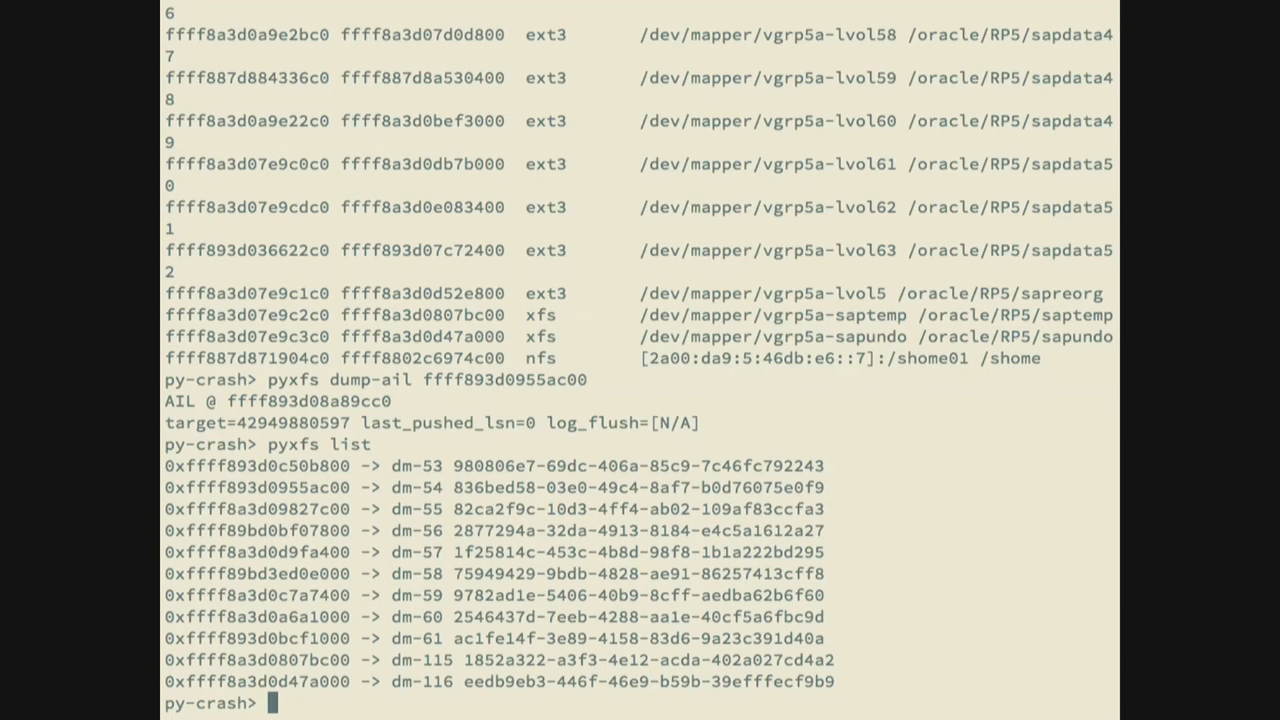 6
ffff8a3d0a9e2bc0 ffff8a3d07d0d800  ext3       /dev/mapper/vgrp5a-lvol58 /oracle/RP5/sapdata4
7
ffff887d884336c0 ffff887d8a530400  ext3       /dev/mapper/vgrp5a-lvol59 /oracle/RP5/sapdata4
8
ffff8a3d0a9e22c0 ffff8a3d0bef3000  ext3       /dev/mapper/vgrp5a-lvol60 /oracle/RP5/sapdata4
9
ffff8a3d07e9c0c0 ffff8a3d0db7b000  ext3       /dev/mapper/vgrp5a-lvol61 /oracle/RP5/sapdata5
0
ffff8a3d07e9cdc0 ffff8a3d0e083400  ext3       /dev/mapper/vgrp5a-lvol62 /oracle/RP5/sapdata5
1
ffff893d036622c0 ffff893d07c72400  ext3       /dev/mapper/vgrp5a-lvol63 /oracle/RP5/sapdata5
2
ffff8a3d07e9c1c0 ffff8a3d0d52e800  ext3       /dev/mapper/vgrp5a-lvol5 /oracle/RP5/sapreorg
ffff8a3d07e9c2c0 ffff8a3d0807bc00  xfs        /dev/mapper/vgrp5a-saptemp /oracle/RP5/saptemp
ffff8a3d07e9c3c0 ffff8a3d0d47a000  xfs        /dev/mapper/vgrp5a-sapundo /oracle/RP5/sapundo
ffff887d871904c0 ffff8802c6974c00  nfs        [2a00:da9:5:46db:e6::7]:/shome01 /shome
py-crash> pyxfs dump-ail ffff893d0955ac00
AIL @ ffff893d08a89cc0
target=42949880597 last_pushed_lsn=0 log_flush=[N/A]
py-crash> pyxfs list
0xffff893d0c50b800 -> dm-53 980806e7-69dc-406a-85c9-7c46fc792243
0xffff893d0955ac00 -> dm-54 836bed58-03e0-49c4-8af7-b0d76075e0f9
0xffff8a3d09827c00 -> dm-55 82ca2f9c-10d3-4ff4-ab02-109af83ccfa3
0xffff89bd0bf07800 -> dm-56 2877294a-32da-4913-8184-e4c5a1612a27
0xffff8a3d0d9fa400 -> dm-57 1f25814c-453c-4b8d-98f8-1b1a222bd295
0xffff89bd3ed0e000 -> dm-58 75949429-9bdb-4828-ae91-86257413cff8
0xffff8a3d0c7a7400 -> dm-59 9782ad1e-5406-40b9-8cff-aedba62b6f60
0xffff8a3d0a6a1000 -> dm-60 2546437d-7eeb-4288-aa1e-40cf5a6fbc9d
0xffff893d0bcf1000 -> dm-61 ac1fe14f-3e89-4158-83d6-9a23c391d40a
0xffff8a3d0807bc00 -> dm-115 1852a322-a3f3-4e12-acda-402a027cd4a2
0xffff8a3d0d47a000 -> dm-116 eedb9eb3-446f-46e9-b59b-39efffecf9b9
py-crash>